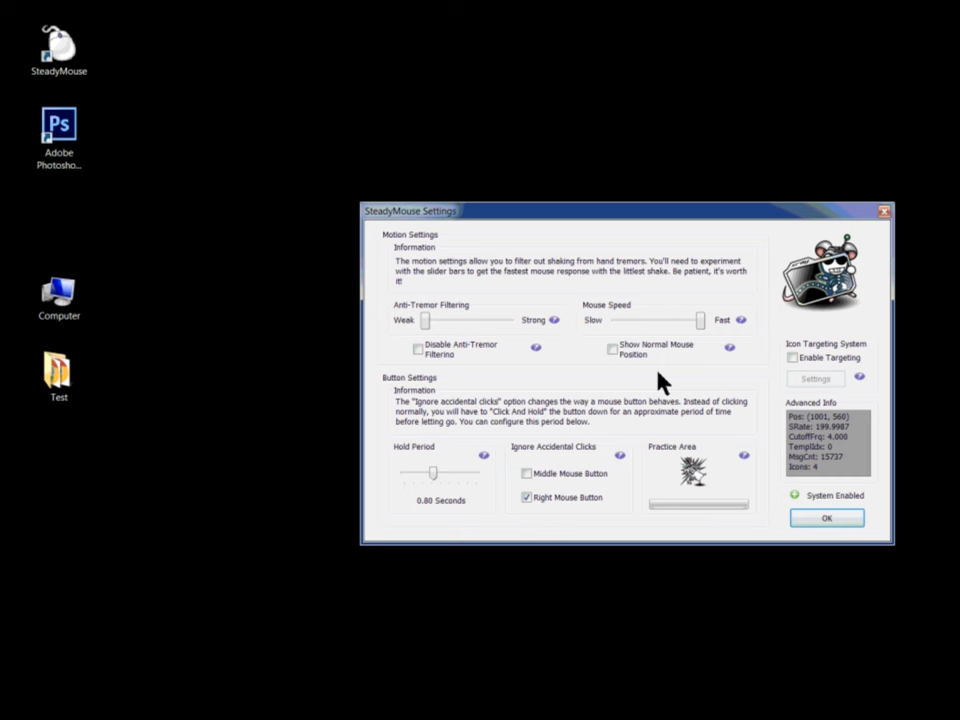 SteadyMouse
Ps
Adobe
Photosho...
Computer
Test
SteadyMouse Settings
Motion Settings
Information
The motion settings allow you to filter out shaking from hand tremors. You'll need to experiment
with the slider bars to get the fastest mouse response with the littlest shake. Be patient, it's worth
it!
Anti-Tremor Filtering
Weak Strong ?
Mouse Speed
Slow Fast ?
Disable Anti-Tremor
Filtering
?
Show Normal Mouse
Position
?
Button Settings
Information
The "Ignore accidental clicks" option changes the way a mouse button behaves. Instead of clicking
normally, you will have to "Click And Hold" the button down for an approximate period of time
before letting go. You can configure this period below.
Hold Period
?
0.80 Seconds
Ignore Accidental Clicks
?
Middle Mouse Button
Right Mouse Button
Practice Area
?
Icon Targeting System
Enable Targeting
Settings ?
Advanced Info
Pos: (1001, 560)
SRate: 199.9987
CutoffFrq: 4.000
TempIIdx: 0
MsgCnt: 15737
Icons: 4
System Enabled
OK